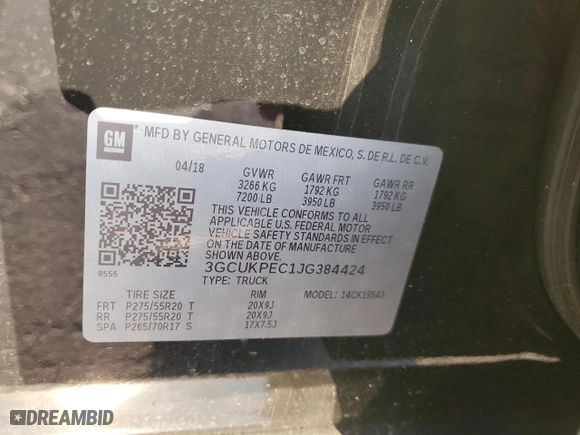 GM
MFD BY GENERAL MOTORS DE MEXICO, S. DE R.L. DE C.V.
04/18
GVWR GAWR FRT GAWR RR
3266 KG 1792 KG 1792 KG
7200 LB 3950 LB 3950 LB
THIS VEHICLE CONFORMS TO ALL
APPLICABLE U.S. FEDERAL MOTOR
VEHICLE SAFETY STANDARDS IN EFFECT
ON THE DATE OF MANUFACTURE
SHOWN ABOVE.
3GCUKPEC1JG384424
8555
TYPE: TRUCK
TIRE SIZE RIM MODEL: 14CK15543
FRT P275/55R20 T 20X9J
RR P275/55R20 T 20X9J
SPA P265/70R17 S 17X7.5J
DREAMBID